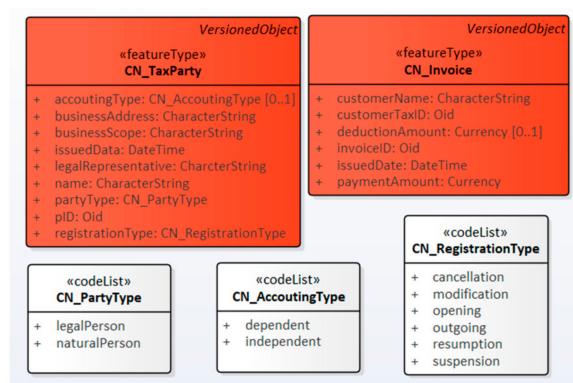 VersionedObject
«featureType»
CN_TaxParty
+ accoutingType: CN_AccoutingType [0..1]
+ businessAddress: CharacterString
+ businessScope: CharacterString
+ issuedData: DateTime
+ legalRepresentative: CharcterString
+ name: CharacterString
+ partyType: CN_PartyType
+ pID: Oid
+ registrationType: CN_RegistrationType
VersionedObject
«featureType»
CN_Invoice
+ customerName: CharacterString
+ customerTaxID: Oid
+ deductionAmount: Currency [0..1]
+ invoiceID: Oid
+ issuedDate: DateTime
+ paymentAmount: Currency
«codeList»
CN_PartyType
+ legalPerson
+ naturalPerson
«codeList»
CN_AccoutingType
+ dependent
+ independent
«codeList»
CN_RegistrationType
+ cancellation
+ modification
+ opening
+ outgoing
+ resumption
+ suspension